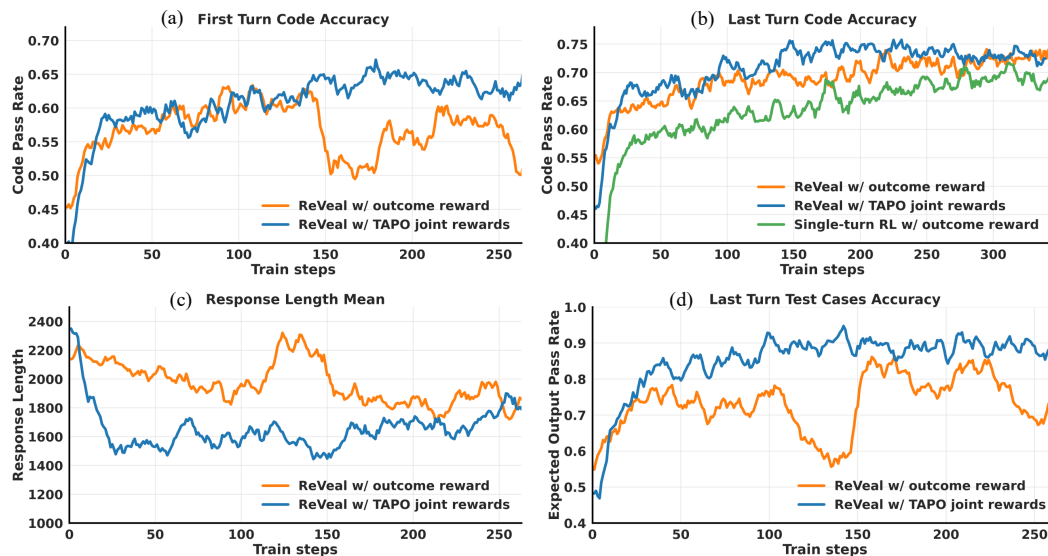 (a) First Turn Code Accuracy
Code Pass Rate
0.70
0.65
0.60
0.55
0.50
0.45
0.40
ReVeal w/ outcome reward
ReVeal w/ TAPO joint rewards
0 50 100 150 200 250
Train steps
(b) Last Turn Code Accuracy
Code Pass Rate
0.75
0.70
0.65
0.60
0.55
0.50
0.45
0.40
ReVeal w/ outcome reward
ReVeal w/ TAPO joint rewards
Single-turn RL w/ outcome reward
0 50 100 150 200 250 300
Train steps
(c) Response Length Mean
Response Length
2400
2200
2000
1800
1600
1400
1200
1000
ReVeal w/ outcome reward
ReVeal w/ TAPO joint rewards
0 50 100 150 200 250
Train steps
(d) Last Turn Test Cases Accuracy
Expected Output Pass Rate
1.0
0.9
0.8
0.7
0.6
0.5
0.4
ReVeal w/ outcome reward
ReVeal w/ TAPO joint rewards
0 50 100 150 200 250
Train steps